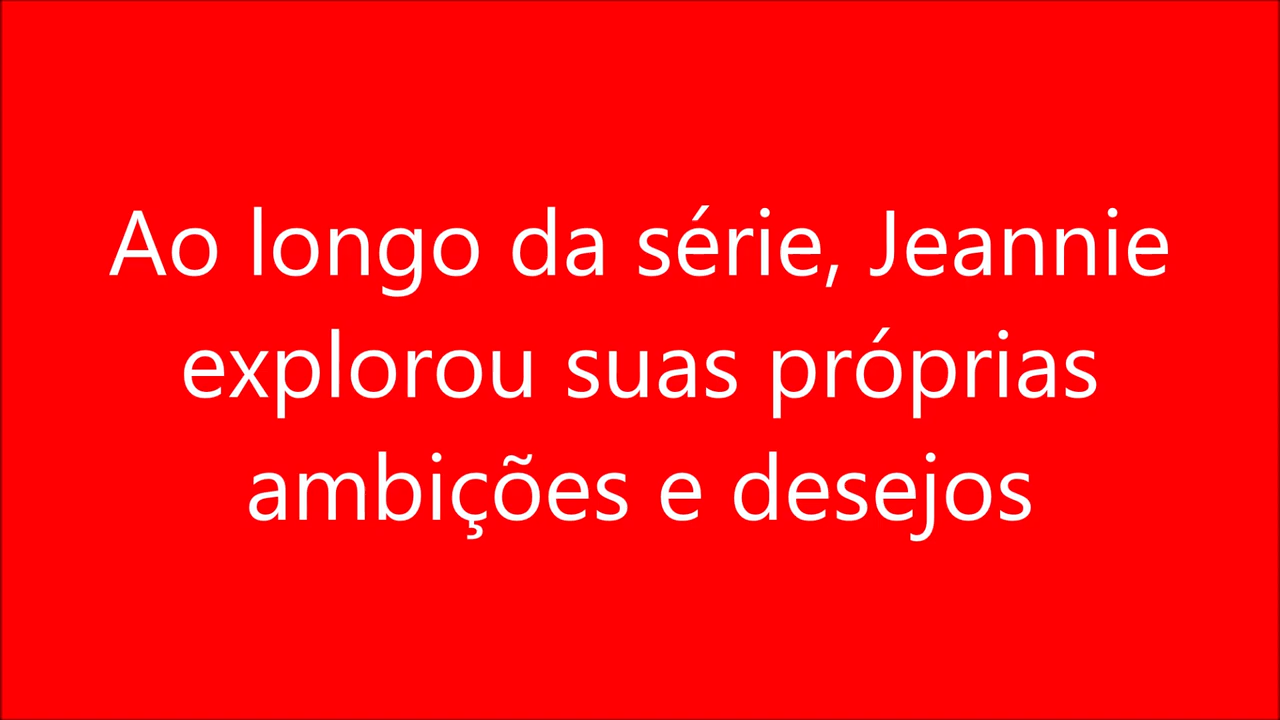 Ao longo da série, Jeannie
explorou suas próprias
ambições e desejos